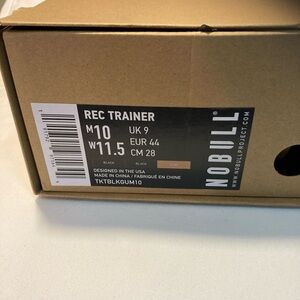 REC TRAINER
M10 UK 9
W11.5 EUR 44
CM 28
BLACK BLACK
DESIGNED IN THE USA
MADE IN CHINA / FABRIQUÉ EN CHINE
TKTBLKGUM10
NOBULL
WWW.NOBULLPROJECT.COM